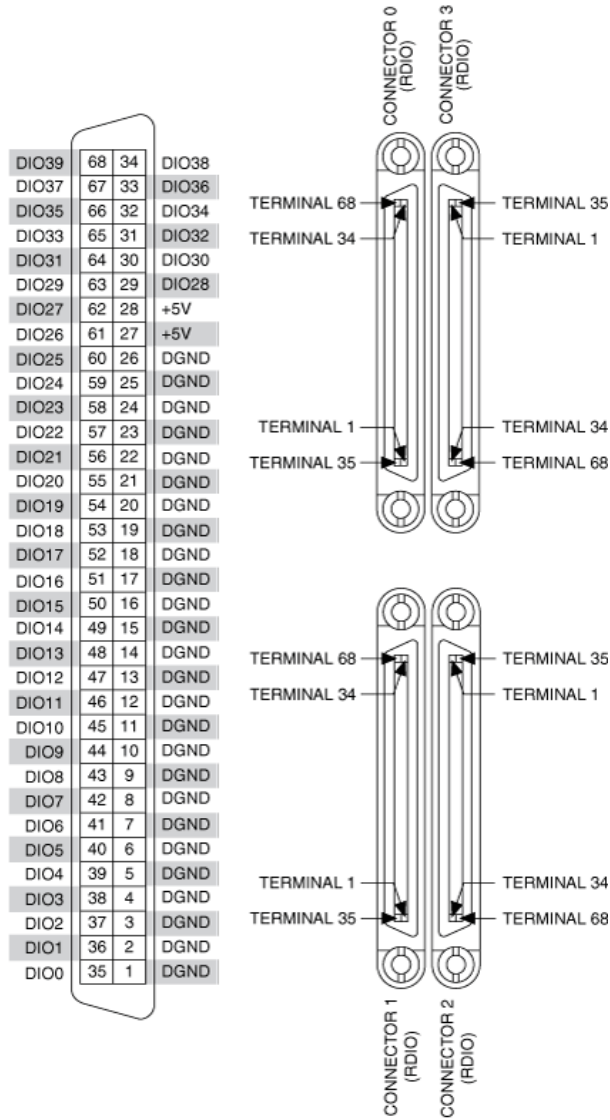 CONNECTOR 0
(RDIO)
CONNECTOR 3
(RDIO)
DIO39 68 34 DIO38
DIO37 67 33 DIO36
DIO35 66 32 DIO34
DIO33 65 31 DIO32
DIO31 64 30 DIO30
DIO29 63 29 DIO28
DIO27 62 28 +5V
DIO26 61 27 +5V
DIO25 60 26 DGND
DIO24 59 25 DGND
DIO23 58 24 DGND
DIO22 57 23 DGND
DIO21 56 22 DGND
DIO20 55 21 DGND
DIO19 54 20 DGND
DIO18 53 19 DGND
DIO17 52 18 DGND
DIO16 51 17 DGND
DIO15 50 16 DGND
DIO14 49 15 DGND
DIO13 48 14 DGND
DIO12 47 13 DGND
DIO11 46 12 DGND
DIO10 45 11 DGND
DIO9 44 10 DGND
DIO8 43 9 DGND
DIO7 42 8 DGND
DIO6 41 7 DGND
DIO5 40 6 DGND
DIO4 39 5 DGND
DIO3 38 4 DGND
DIO2 37 3 DGND
DIO1 36 2 DGND
DIO0 35 1 DGND
TERMINAL 68
TERMINAL 35
TERMINAL 34
TERMINAL 1
TERMINAL 1
TERMINAL 34
TERMINAL 35
TERMINAL 68
TERMINAL 68
TERMINAL 35
TERMINAL 34
TERMINAL 1
TERMINAL 1
TERMINAL 34
TERMINAL 35
TERMINAL 68
CONNECTOR 1
(RDIO)
CONNECTOR 2
(RDIO)